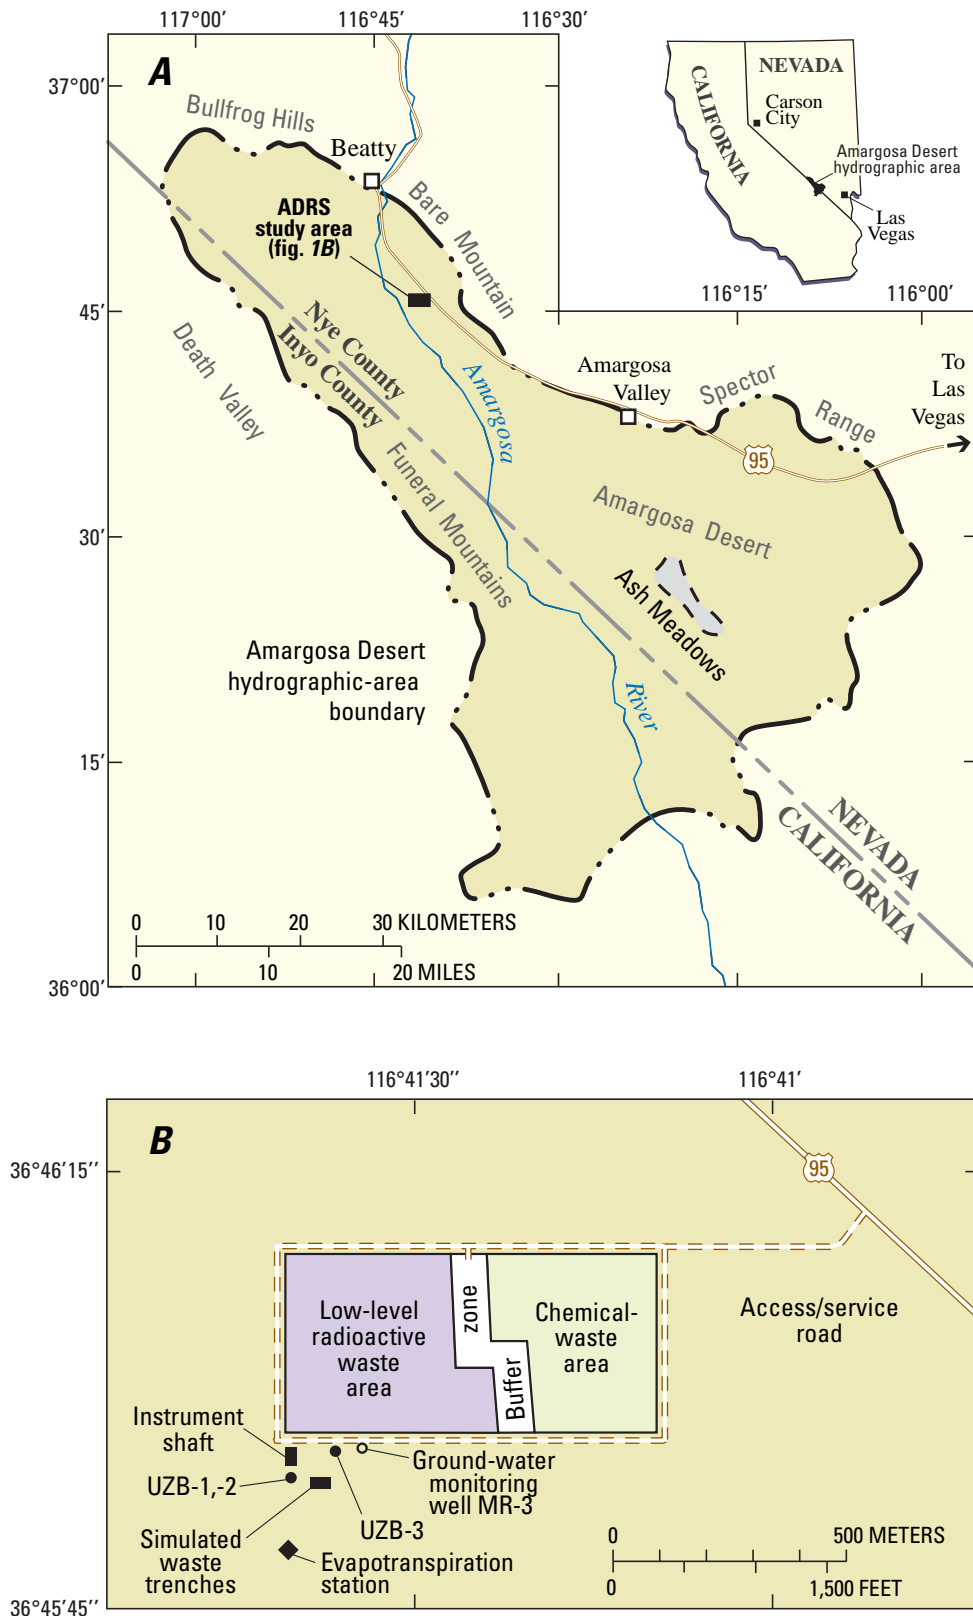 117°00′
116°45′
116°30′
A
37°00′
Bullfrog Hills
Beatty
ADRS
study area
(fig. 1B)
Bare Mountain
NEVADA
CALIFORNIA
Carson
City
Amargosa Desert
hydrographic area
Las
Vegas
116°15′
116°00′
45′
Nye County
Inyo County
Death Valley
Amargosa
Amargosa
Valley
Spector Range
To
Las
Vegas
95
Funeral Mountains
Amargosa Desert
30′
Ash Meadows
Amargosa Desert
hydrographic-area
boundary
River
15′
NEVADA
CALIFORNIA
0 10 20 30 KILOMETERS
0 10 20 MILES
36°00′
116°41′30′′
116°41′
B
36°46′15′′
95
Low-level
radioactive
waste
area
zone
Buffer
Chemical-
waste
area
Access/service
road
Instrument
shaft
UZB-1,-2
Ground-water
monitoring
well MR-3
UZB-3
Simulated
waste
trenches
Evapotranspiration
station
0 500 METERS
0 1,500 FEET
36°45′45′′